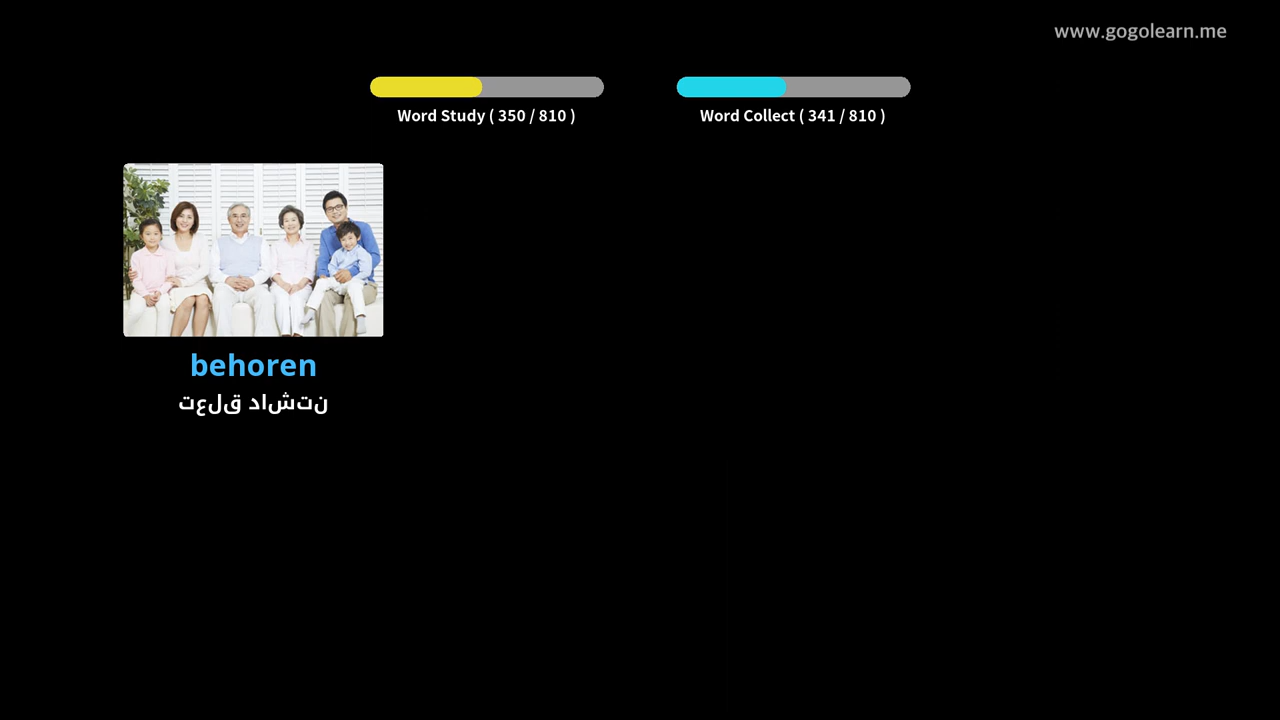 www.gogolearn.me
Word Study ( 350 / 810 )
Word Collect ( 341 / 810 )
behoren
تعلق داشتن